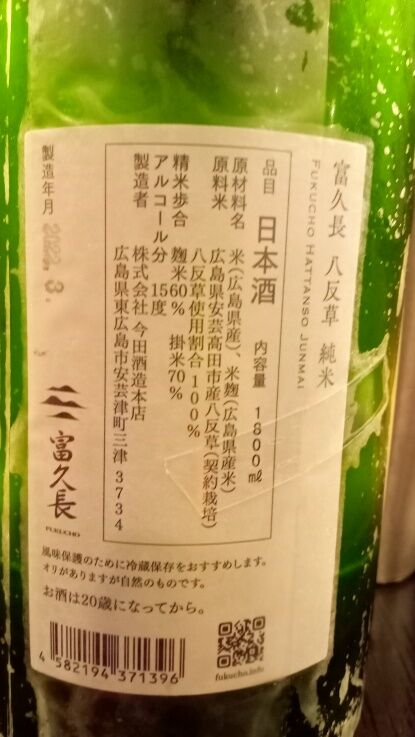 富久長 八反草 純米
FUKUCHO HATTANSO JUNMAI
品目 日本酒 内容量 1800㎖
原材料名 米(広島県産)、米麹(広島県産米)
原料米 広島県安芸高田市産八反草(契約栽培)
八反草使用割合100%
精米歩合 麹米60% 掛米70%
アルコール分 15度
製造者 株式会社 今田酒造本店
広島県東広島市安芸津町三津 3734
製造年月 2022. 3.
富久長
FUKUCHO
風味保護のために冷蔵保存をおすすめします。
オリがありますが自然のものです。
お酒は20歳になってから。
4 582194 371396
fukucho.info